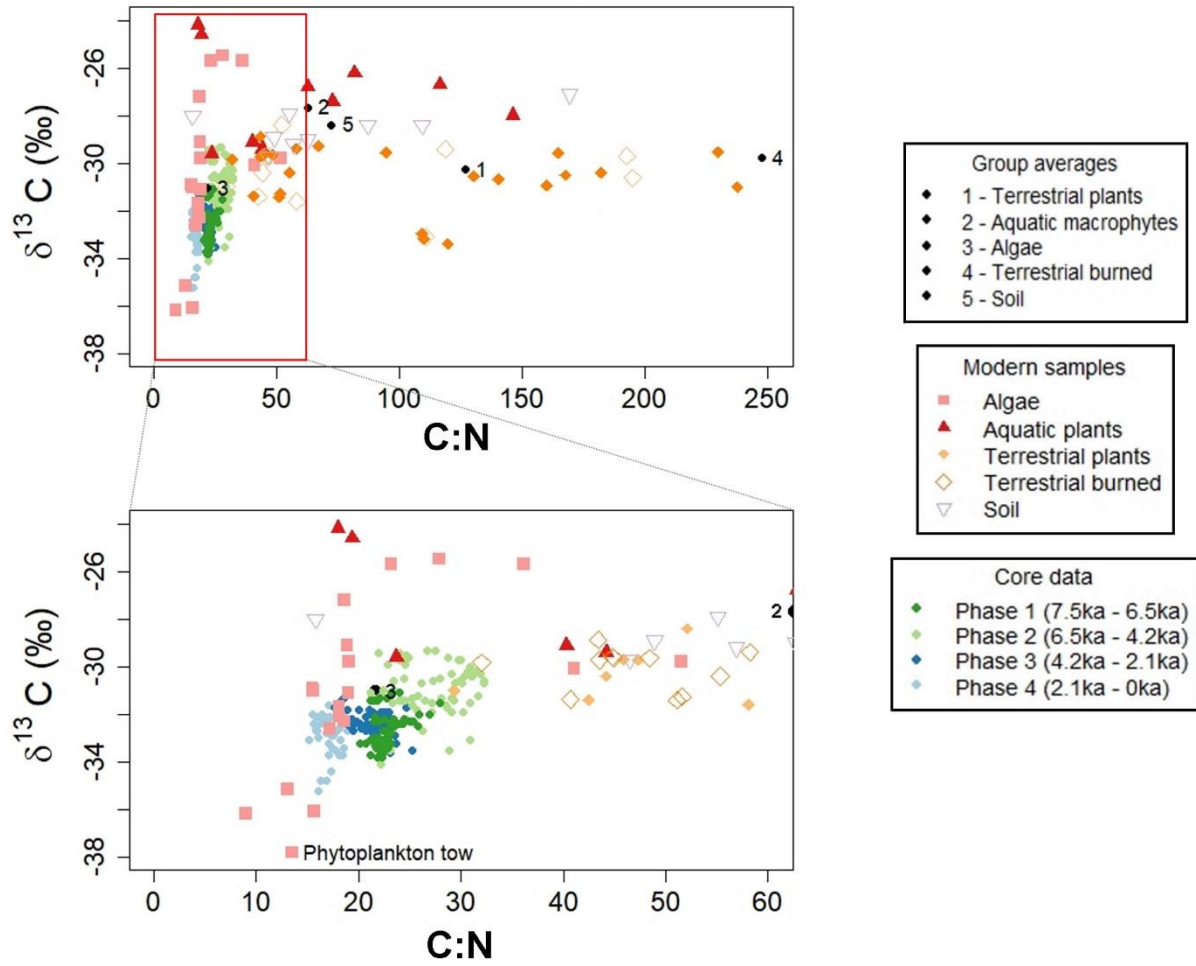 δ13 C (‰)
-26
-30
-34
-38
2
5
1
4
3
0
50
100
150
200
250
C:N
Group averages
1 - Terrestrial plants
2 - Aquatic macrophytes
3 - Algae
4 - Terrestrial burned
5 - Soil
Modern samples
Algae
Aquatic plants
Terrestrial plants
Terrestrial burned
Soil
Core data
Phase 1 (7.5ka - 6.5ka)
Phase 2 (6.5ka - 4.2ka)
Phase 3 (4.2ka - 2.1ka)
Phase 4 (2.1ka - 0ka)
δ13 C (‰)
-26
-30
-34
-38
2
3
Phytoplankton tow
0
10
20
30
40
50
60
C:N